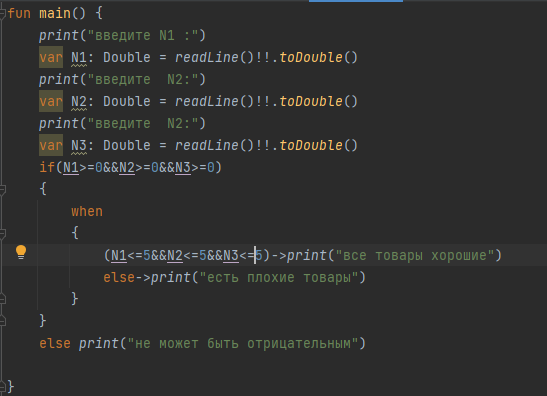 fun main() {
print("введите N1 :")
var N1: Double = readLine()!!.toDouble()
print("введите  N2:")
var N2: Double = readLine()!!.toDouble()
print("введите  N2:")
var N3: Double = readLine()!!.toDouble()
if(N1>=0&&N2>=0&&N3>=0)
{
when
{
(N1<=5&&N2<=5&&N3<=5)->print("все товары хорошие")
else->print("есть плохие товары")
}
}
else print("не может быть отрицательным")
}